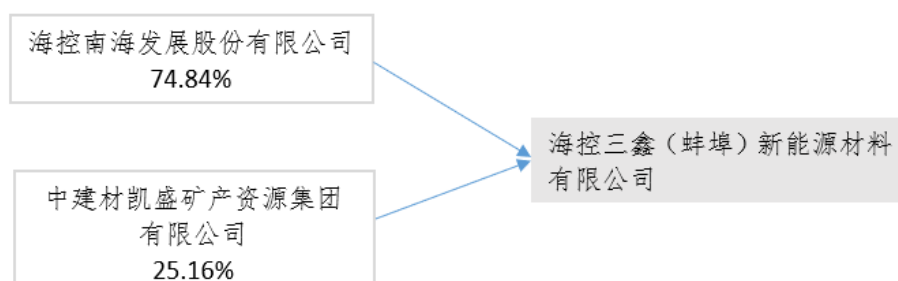 海控南海发展股份有限公司
74.84%
中建材凯盛矿产资源集团
有限公司
25.16%
海控三鑫（蚌埠）新能源材料
有限公司